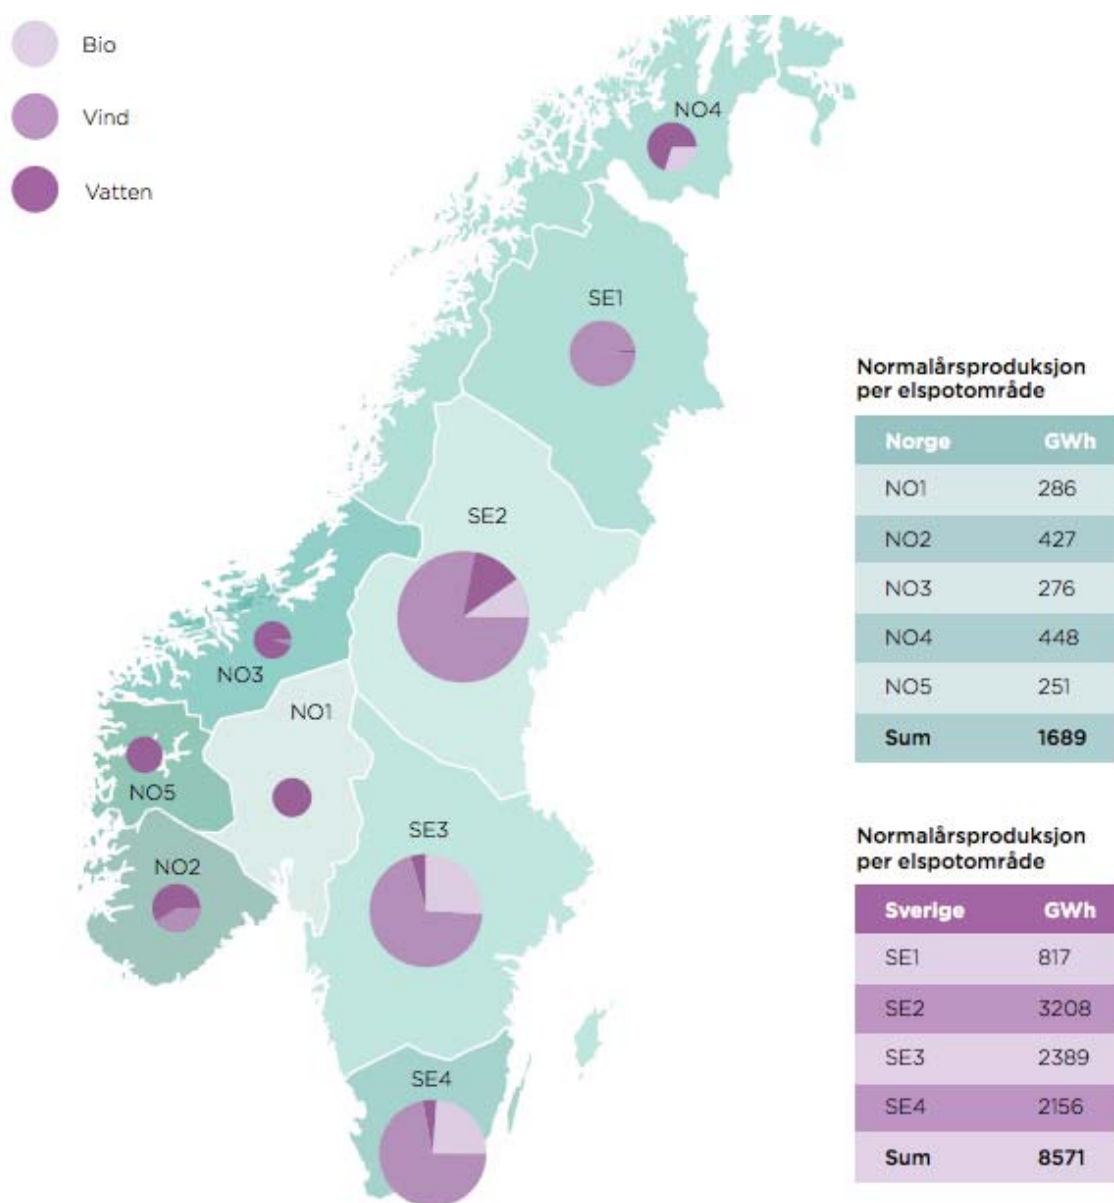 Bio
Vind
Vatten
NO4
SE1
SE2
NO3
NO1
NO5
SE3
NO2
SE4
Normalårsproduksjon
per elspotområde
Norge GWh
NO1 286
NO2 427
NO3 276
NO4 448
NO5 251
Sum 1689
Normalårsproduksjon
per elspotområde
Sverige GWh
SE1 817
SE2 3208
SE3 2389
SE4 2156
Sum 8571